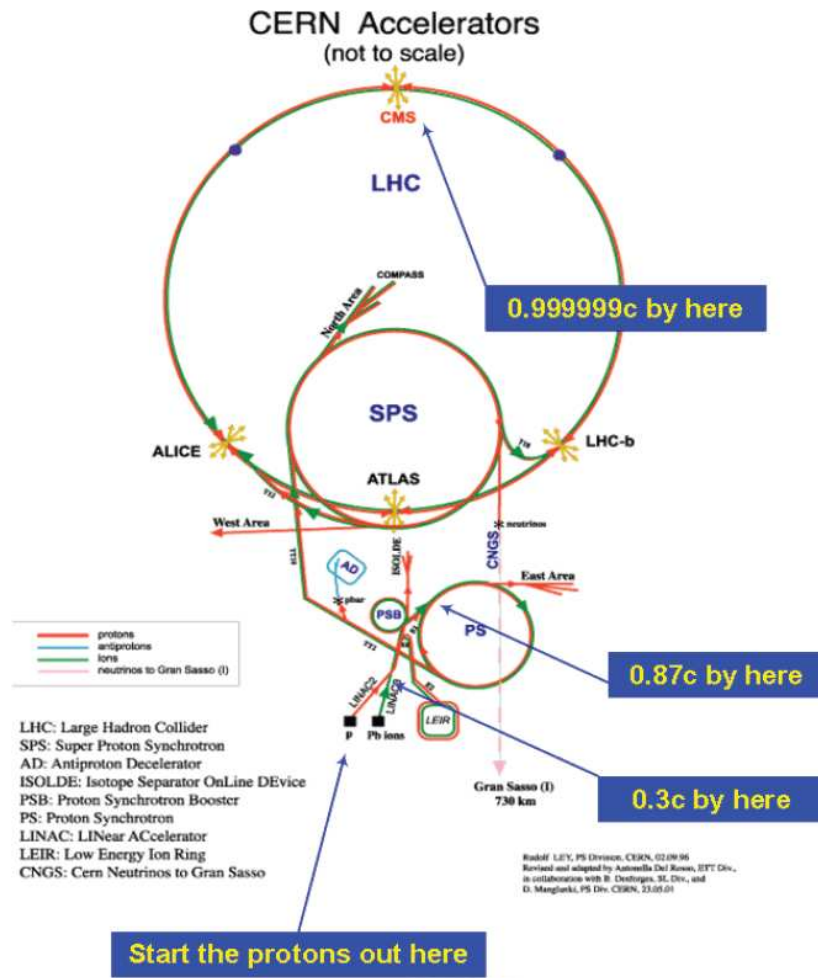 CERN Accelerators
(not to scale)
CMS
LHC
COMPASS
North Area
0.999999c by here
SPS
TI8
ALICE
LHC-b
ATLAS
TI2
West Area
neutrinos
CNGS
ISOLDE
TT10
AD
East Area
pbar
PSB
PS
TT2
protons
antiprotons
ions
neutrinos to Gran Sasso (I)
0.87c by here
LINAC2
LINAC3
LEIR
p
Pb ions
LHC: Large Hadron Collider
SPS: Super Proton Synchrotron
AD: Antiproton Decelerator
ISOLDE: Isotope Separator OnLine DEvice
PSB: Proton Synchrotron Booster
PS: Proton Synchrotron
LINAC: LINear ACcelerator
LEIR: Low Energy Ion Ring
CNGS: Cern Neutrinos to Gran Sasso
Gran Sasso (I)
730 km
0.3c by here
Rudolf LEY, PS Division, CERN, 02.09.96
Revised and adapted by Antonella Del Rosso, ETT Div.,
in collaboration with B. Desforges, SL Div., and
D. Manglunki, PS Div. CERN, 23.05.01
Start the protons out here